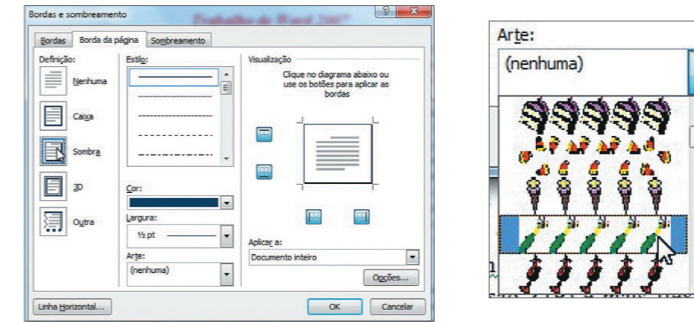 Bordas e sombreamento
Trabalho de Word 2007
Bordas
Borda da página
Sombreamento
Definição:
Nenhuma
Caixa
Sombra
3D
Outra
Estilo:
Cor:
Largura:
½ pt
Arte:
(nenhuma)
Visualização
Clique no diagrama abaixo ou
use os botões para aplicar as
bordas
Aplicar a:
Documento inteiro
Opções...
Linha Horizontal...
OK
Cancelar
Arte:
(nenhuma)